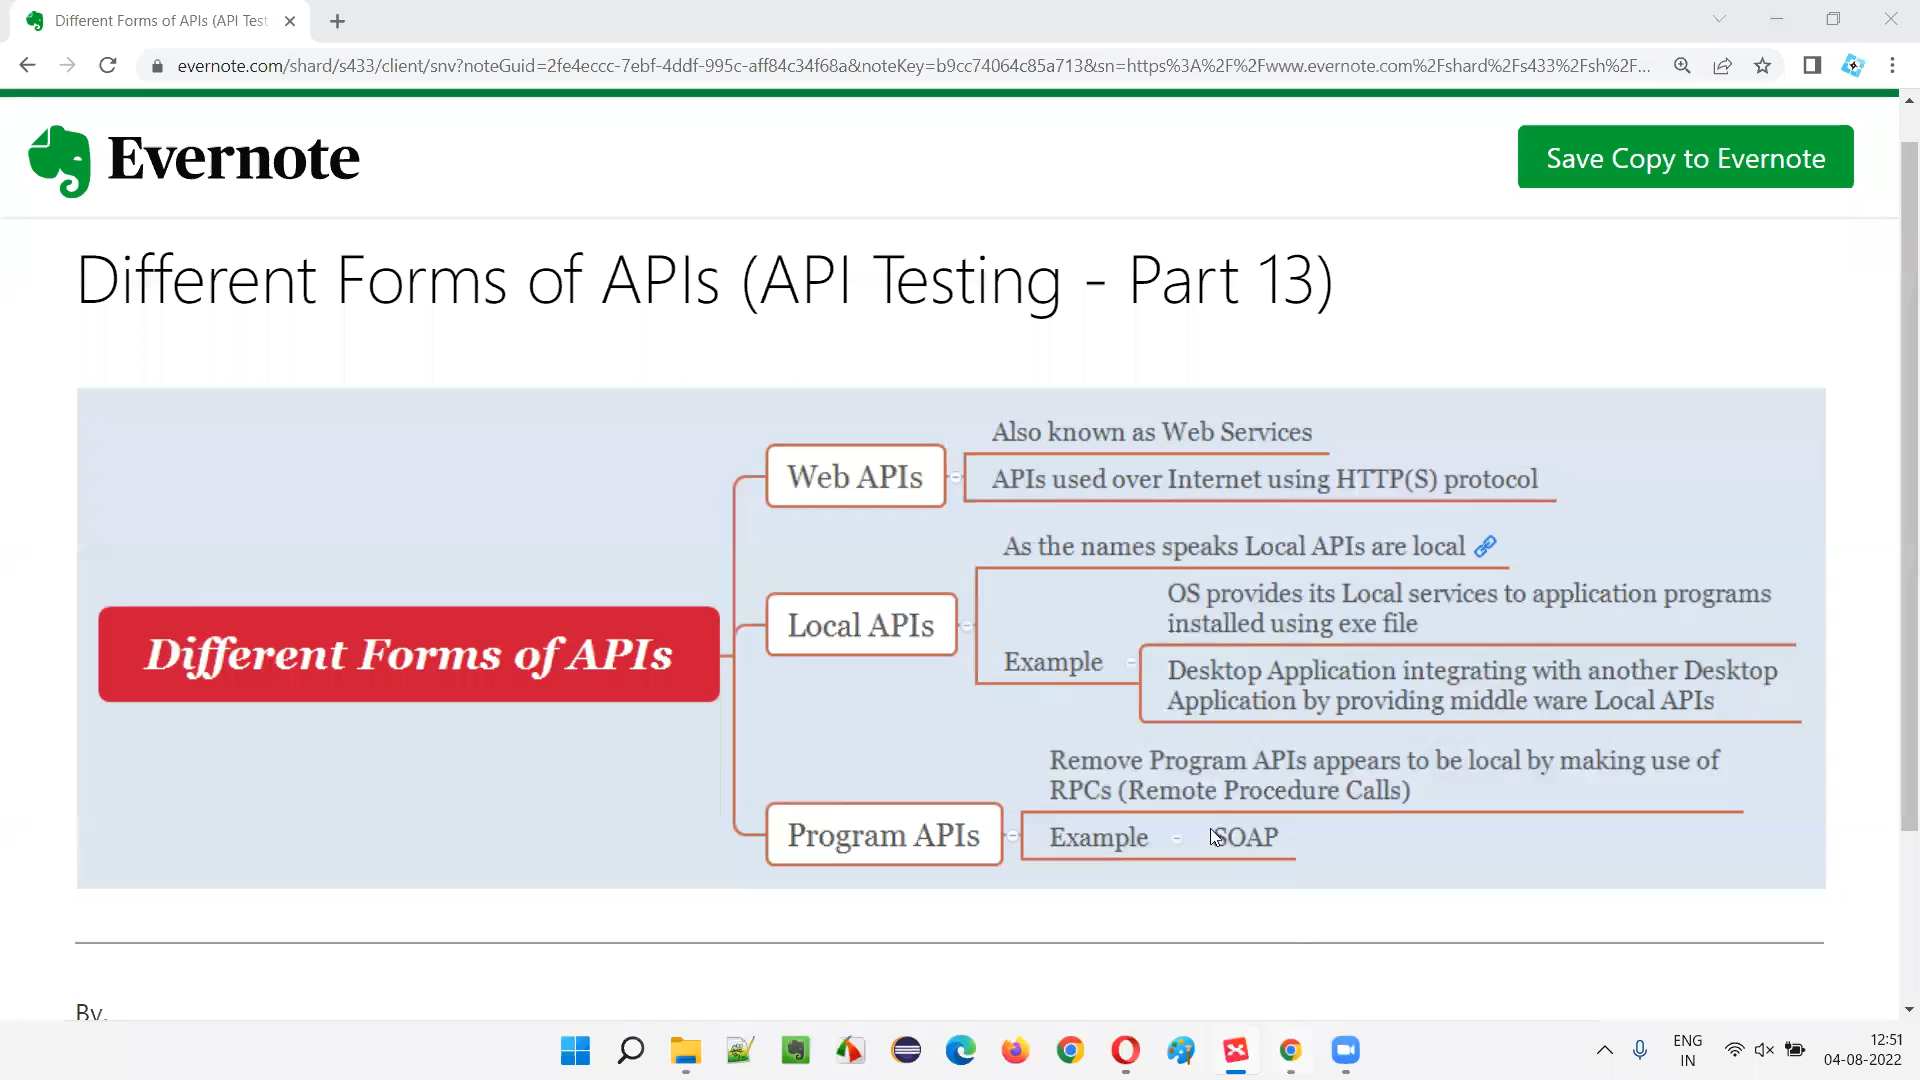 Different Forms of APIs (API Test
evernote.com/shard/s433/client/snv?noteGuid=2fe4eccc-7ebf-4ddf-995c-aff84c34f68a&noteKey=b9cc74064c85a713&sn=https%3A%2F%2Fwww.evernote.com%2Fshard%2Fs433%2Fsh%2F...
Evernote
Save Copy to Evernote
Different Forms of APIs (API Testing - Part 13)
Different Forms of APIs
Web APIs
Also known as Web Services
APIs used over Internet using HTTP(S) protocol
Local APIs
As the names speaks Local APIs are local
Example
OS provides its Local services to application programs
installed using exe file
Desktop Application integrating with another Desktop
Application by providing middle ware Local APIs
Program APIs
Remove Program APIs appears to be local by making use of
RPCs (Remote Procedure Calls)
Example
SOAP
By,
ENG
IN
12:51
04-08-2022